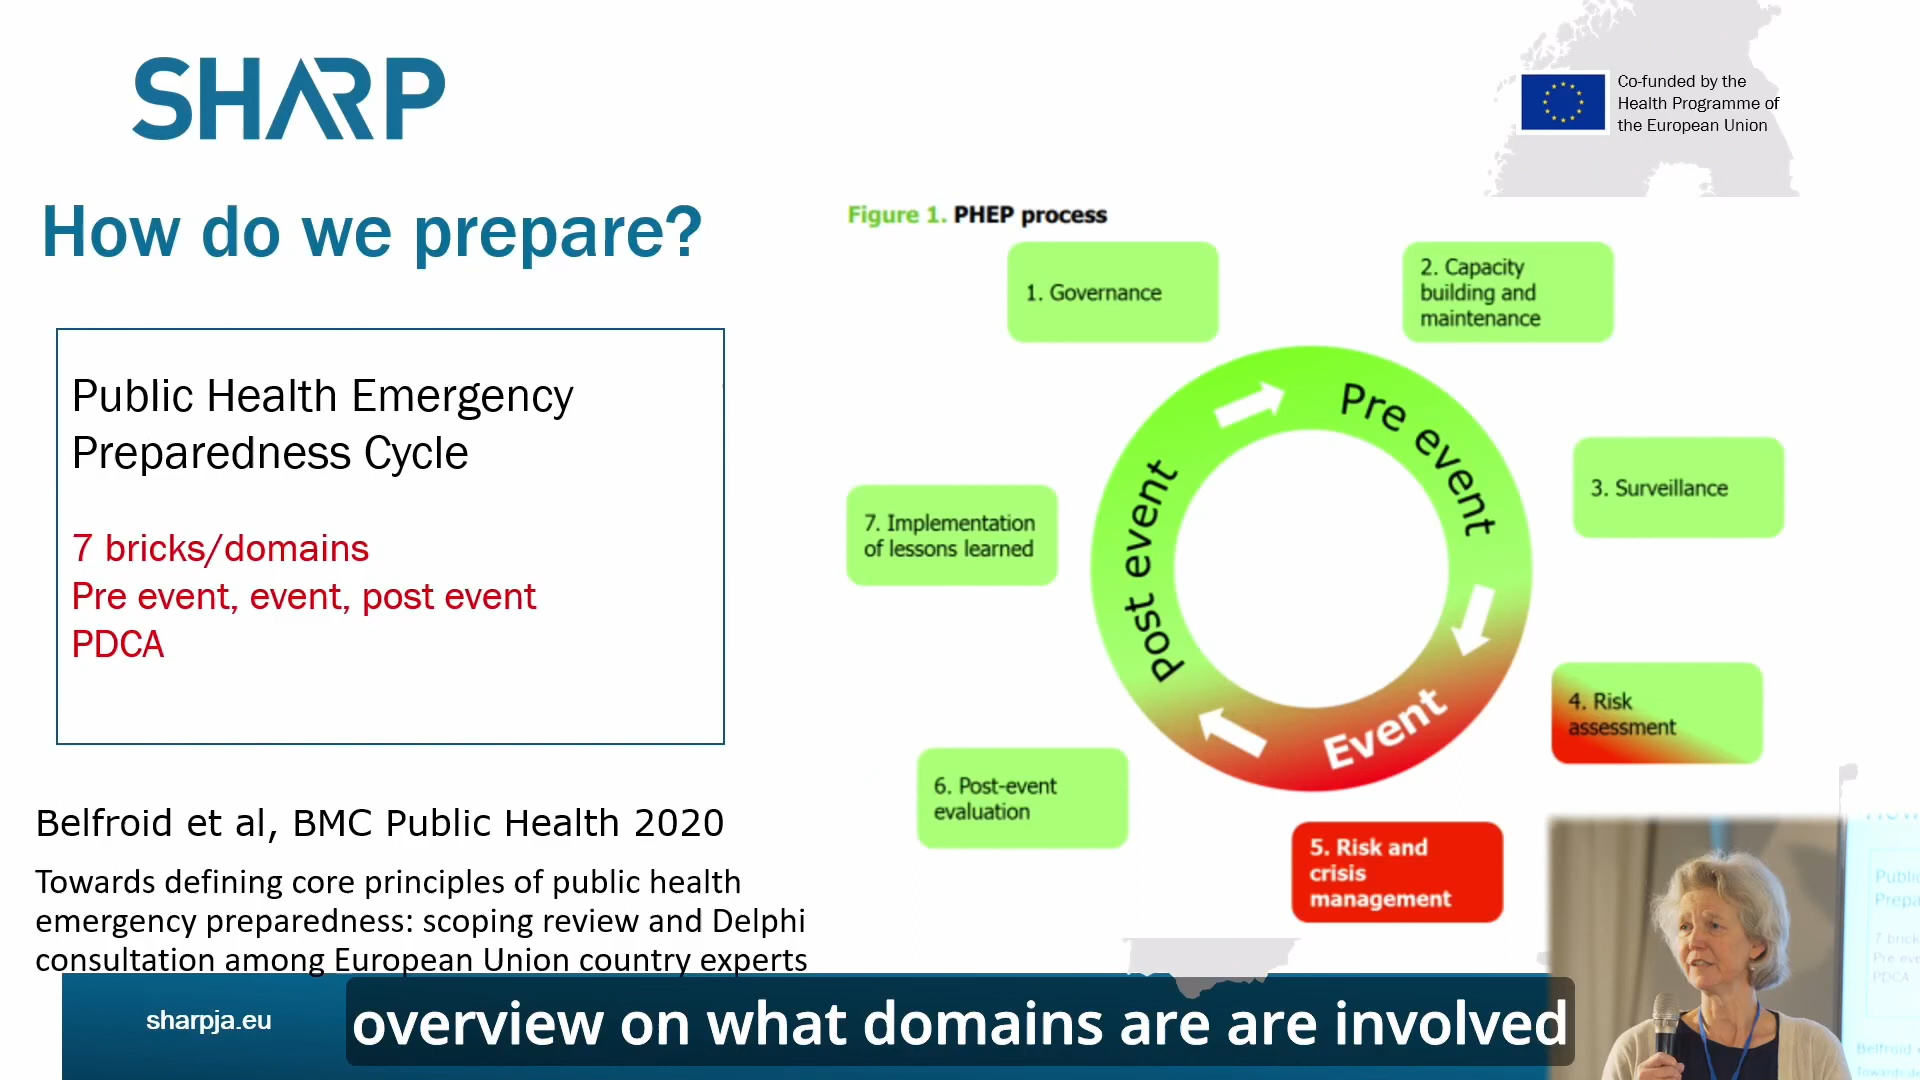 SHARP
Co-funded by the
Health Programme of
the European Union
How do we prepare?
Public Health Emergency
Preparedness Cycle
7 bricks/domains
Pre event, event, post event
PDCA
Belfroid et al, BMC Public Health 2020
Towards defining core principles of public health
emergency preparedness: scoping review and Delphi
consultation among European Union country experts
Figure 1. PHEP process
1. Governance
2. Capacity
building and
maintenance
3. Surveillance
4. Risk
assessment
5. Risk and
crisis
management
6. Post-event
evaluation
7. Implementation
of lessons learned
Pre event
Event
Post event
sharpja.eu
overview on what domains are are involved
PDCA